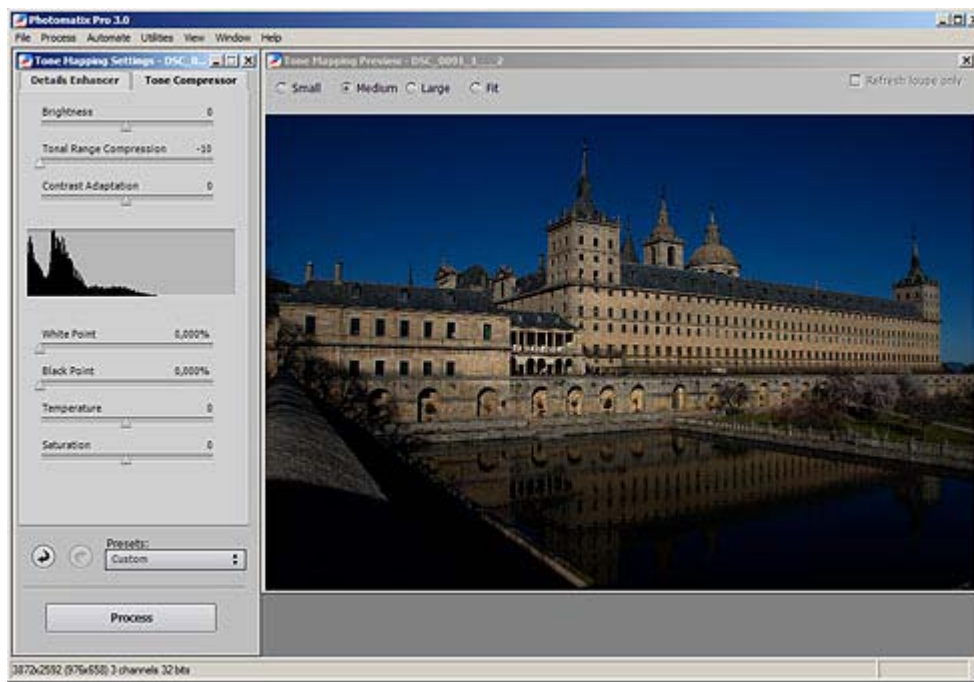 Photomatix Pro 3.0
File Process Automate Utilities View Window Help
Tone Mapping Settings - DSC_0...
Details Enhancer Tone Compressor
Brightness 0
Tonal Range Compression -10
Contrast Adaptation 0
White Point 0,000%
Black Point 0,000%
Temperature 0
Saturation 0
Presets:
Custom
Process
Tone Mapping Preview - DSC_0091_1_...2
Small Medium Large Fit
Refresh loupe only
3872x2592 (976x658) 3 channels 32 bits